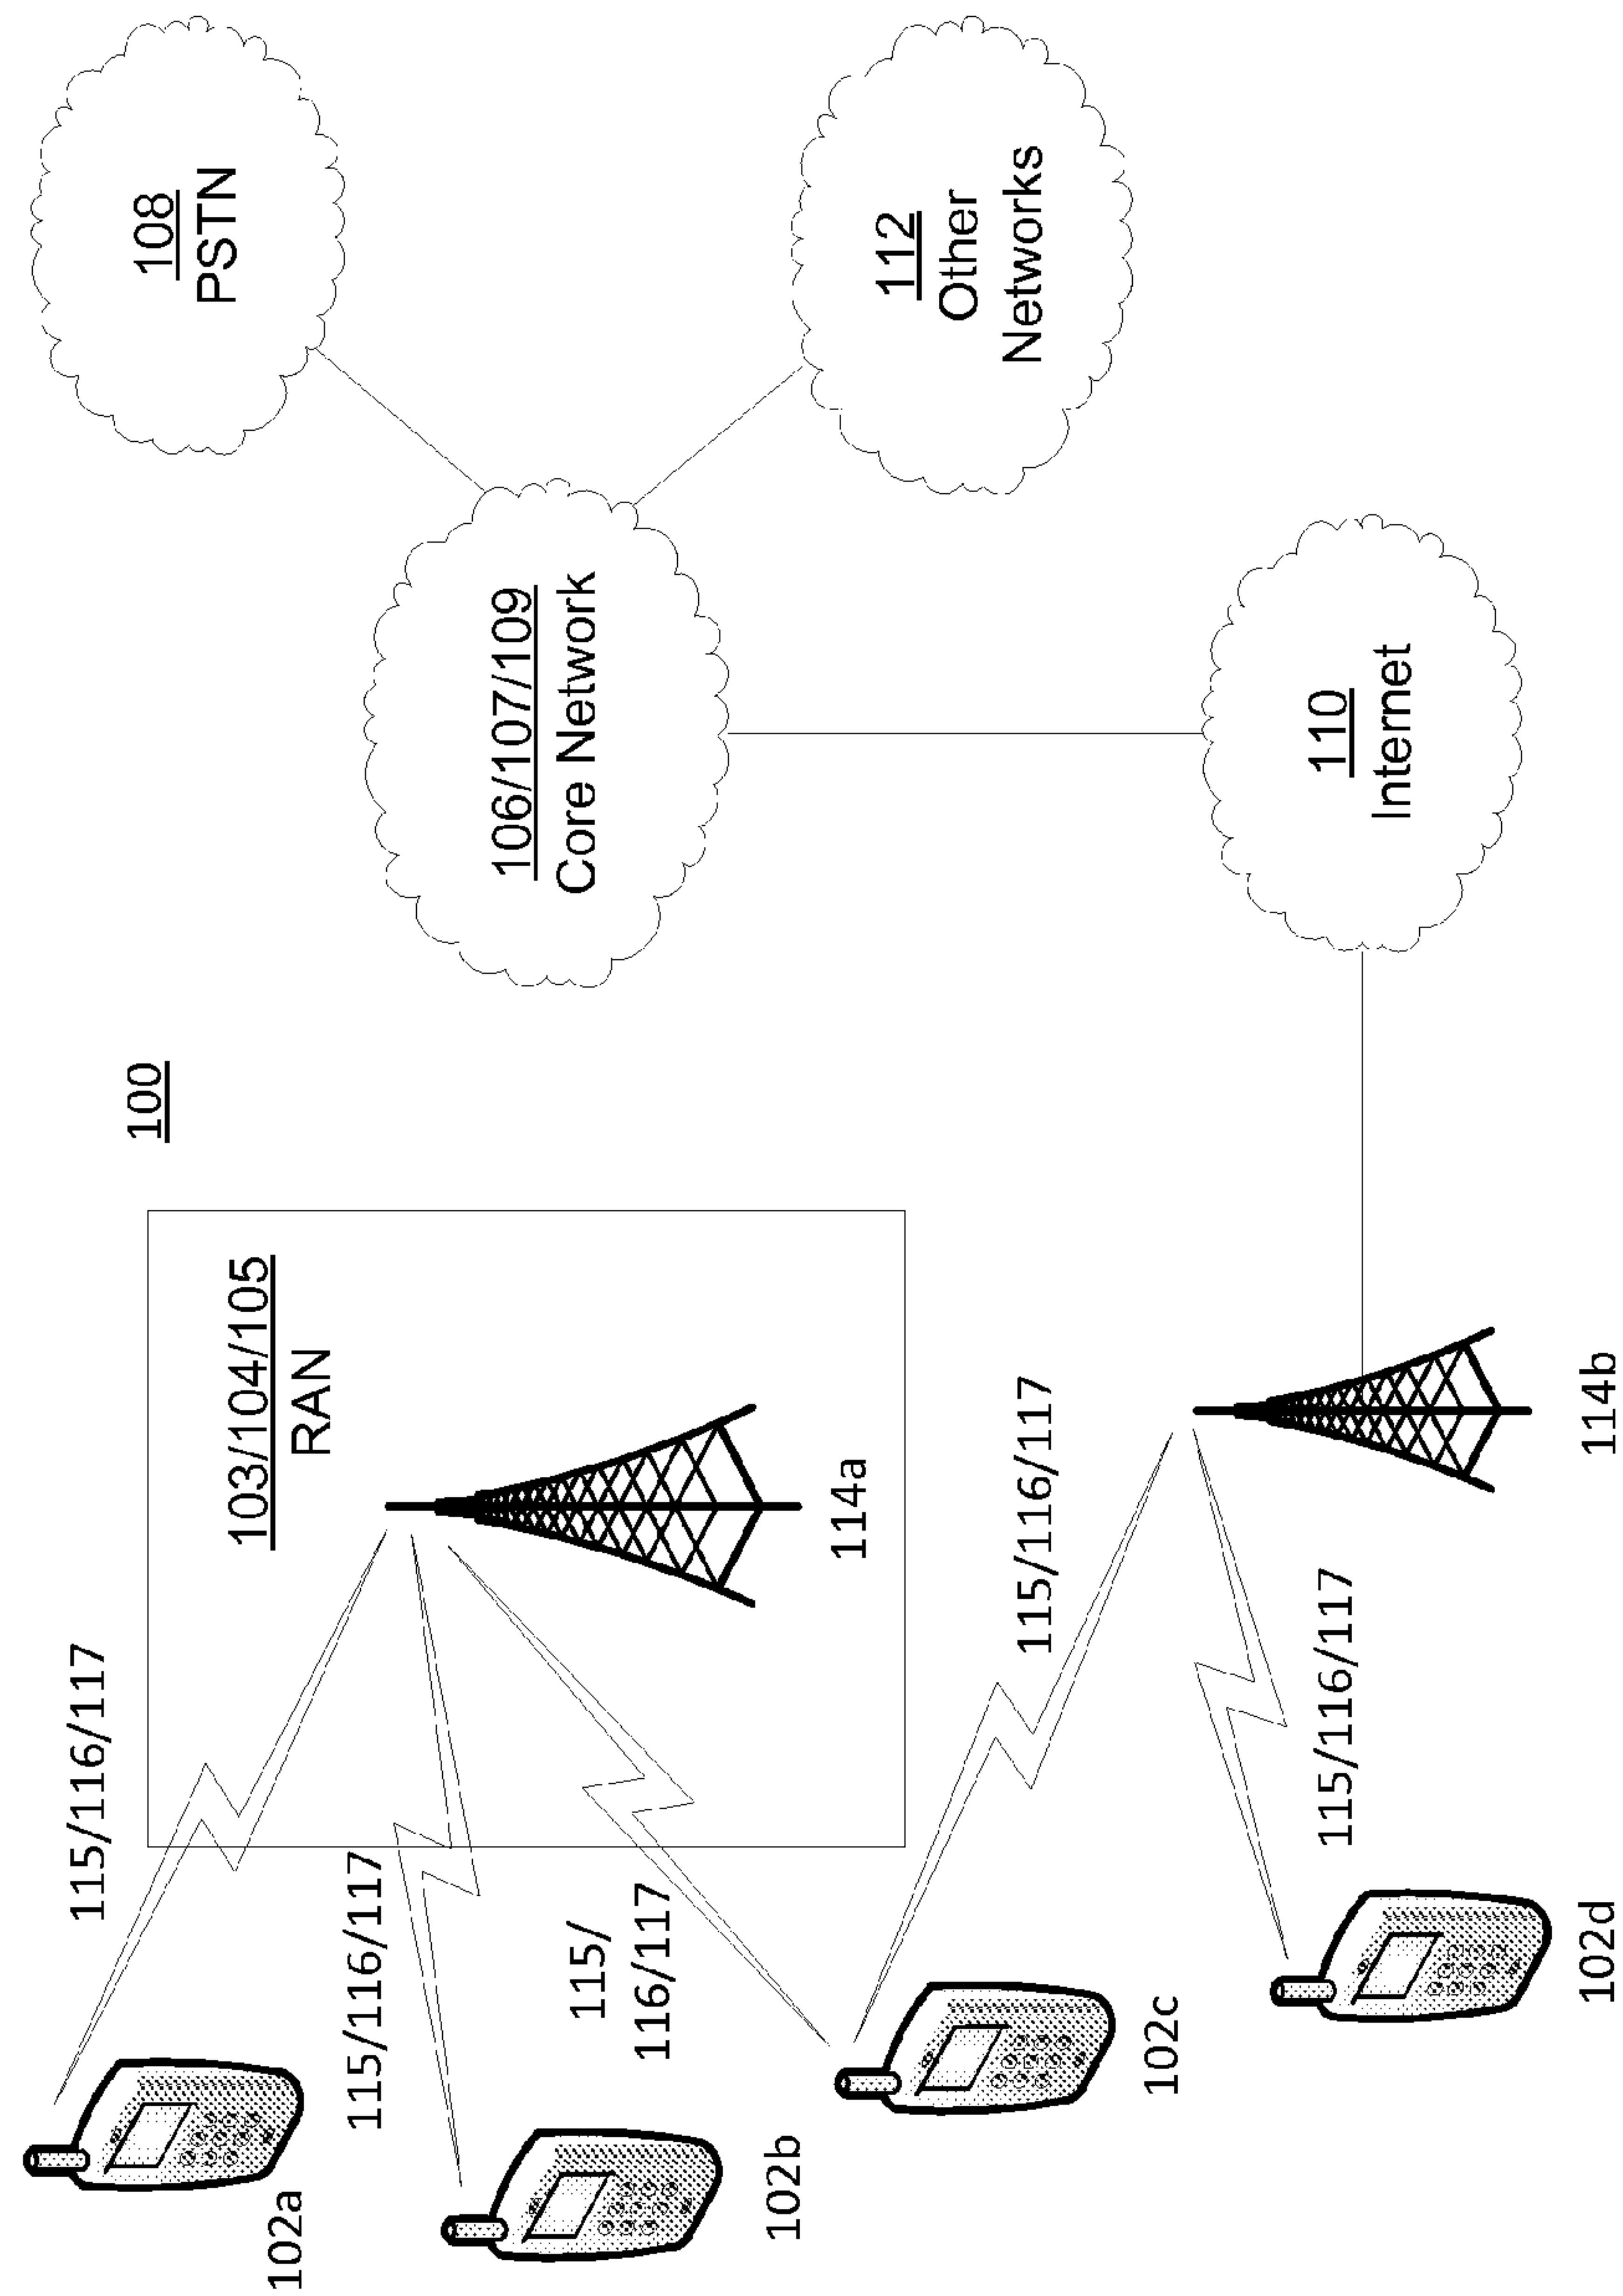 100
102a
115/116/117
103/104/105
RAN
108
PSTN
102b
115/116/117
115/
116/117
114a
106/107/109
Core Network
112
Other
Networks
102c
115/116/117
114b
115/116/117
102d
110
Internet